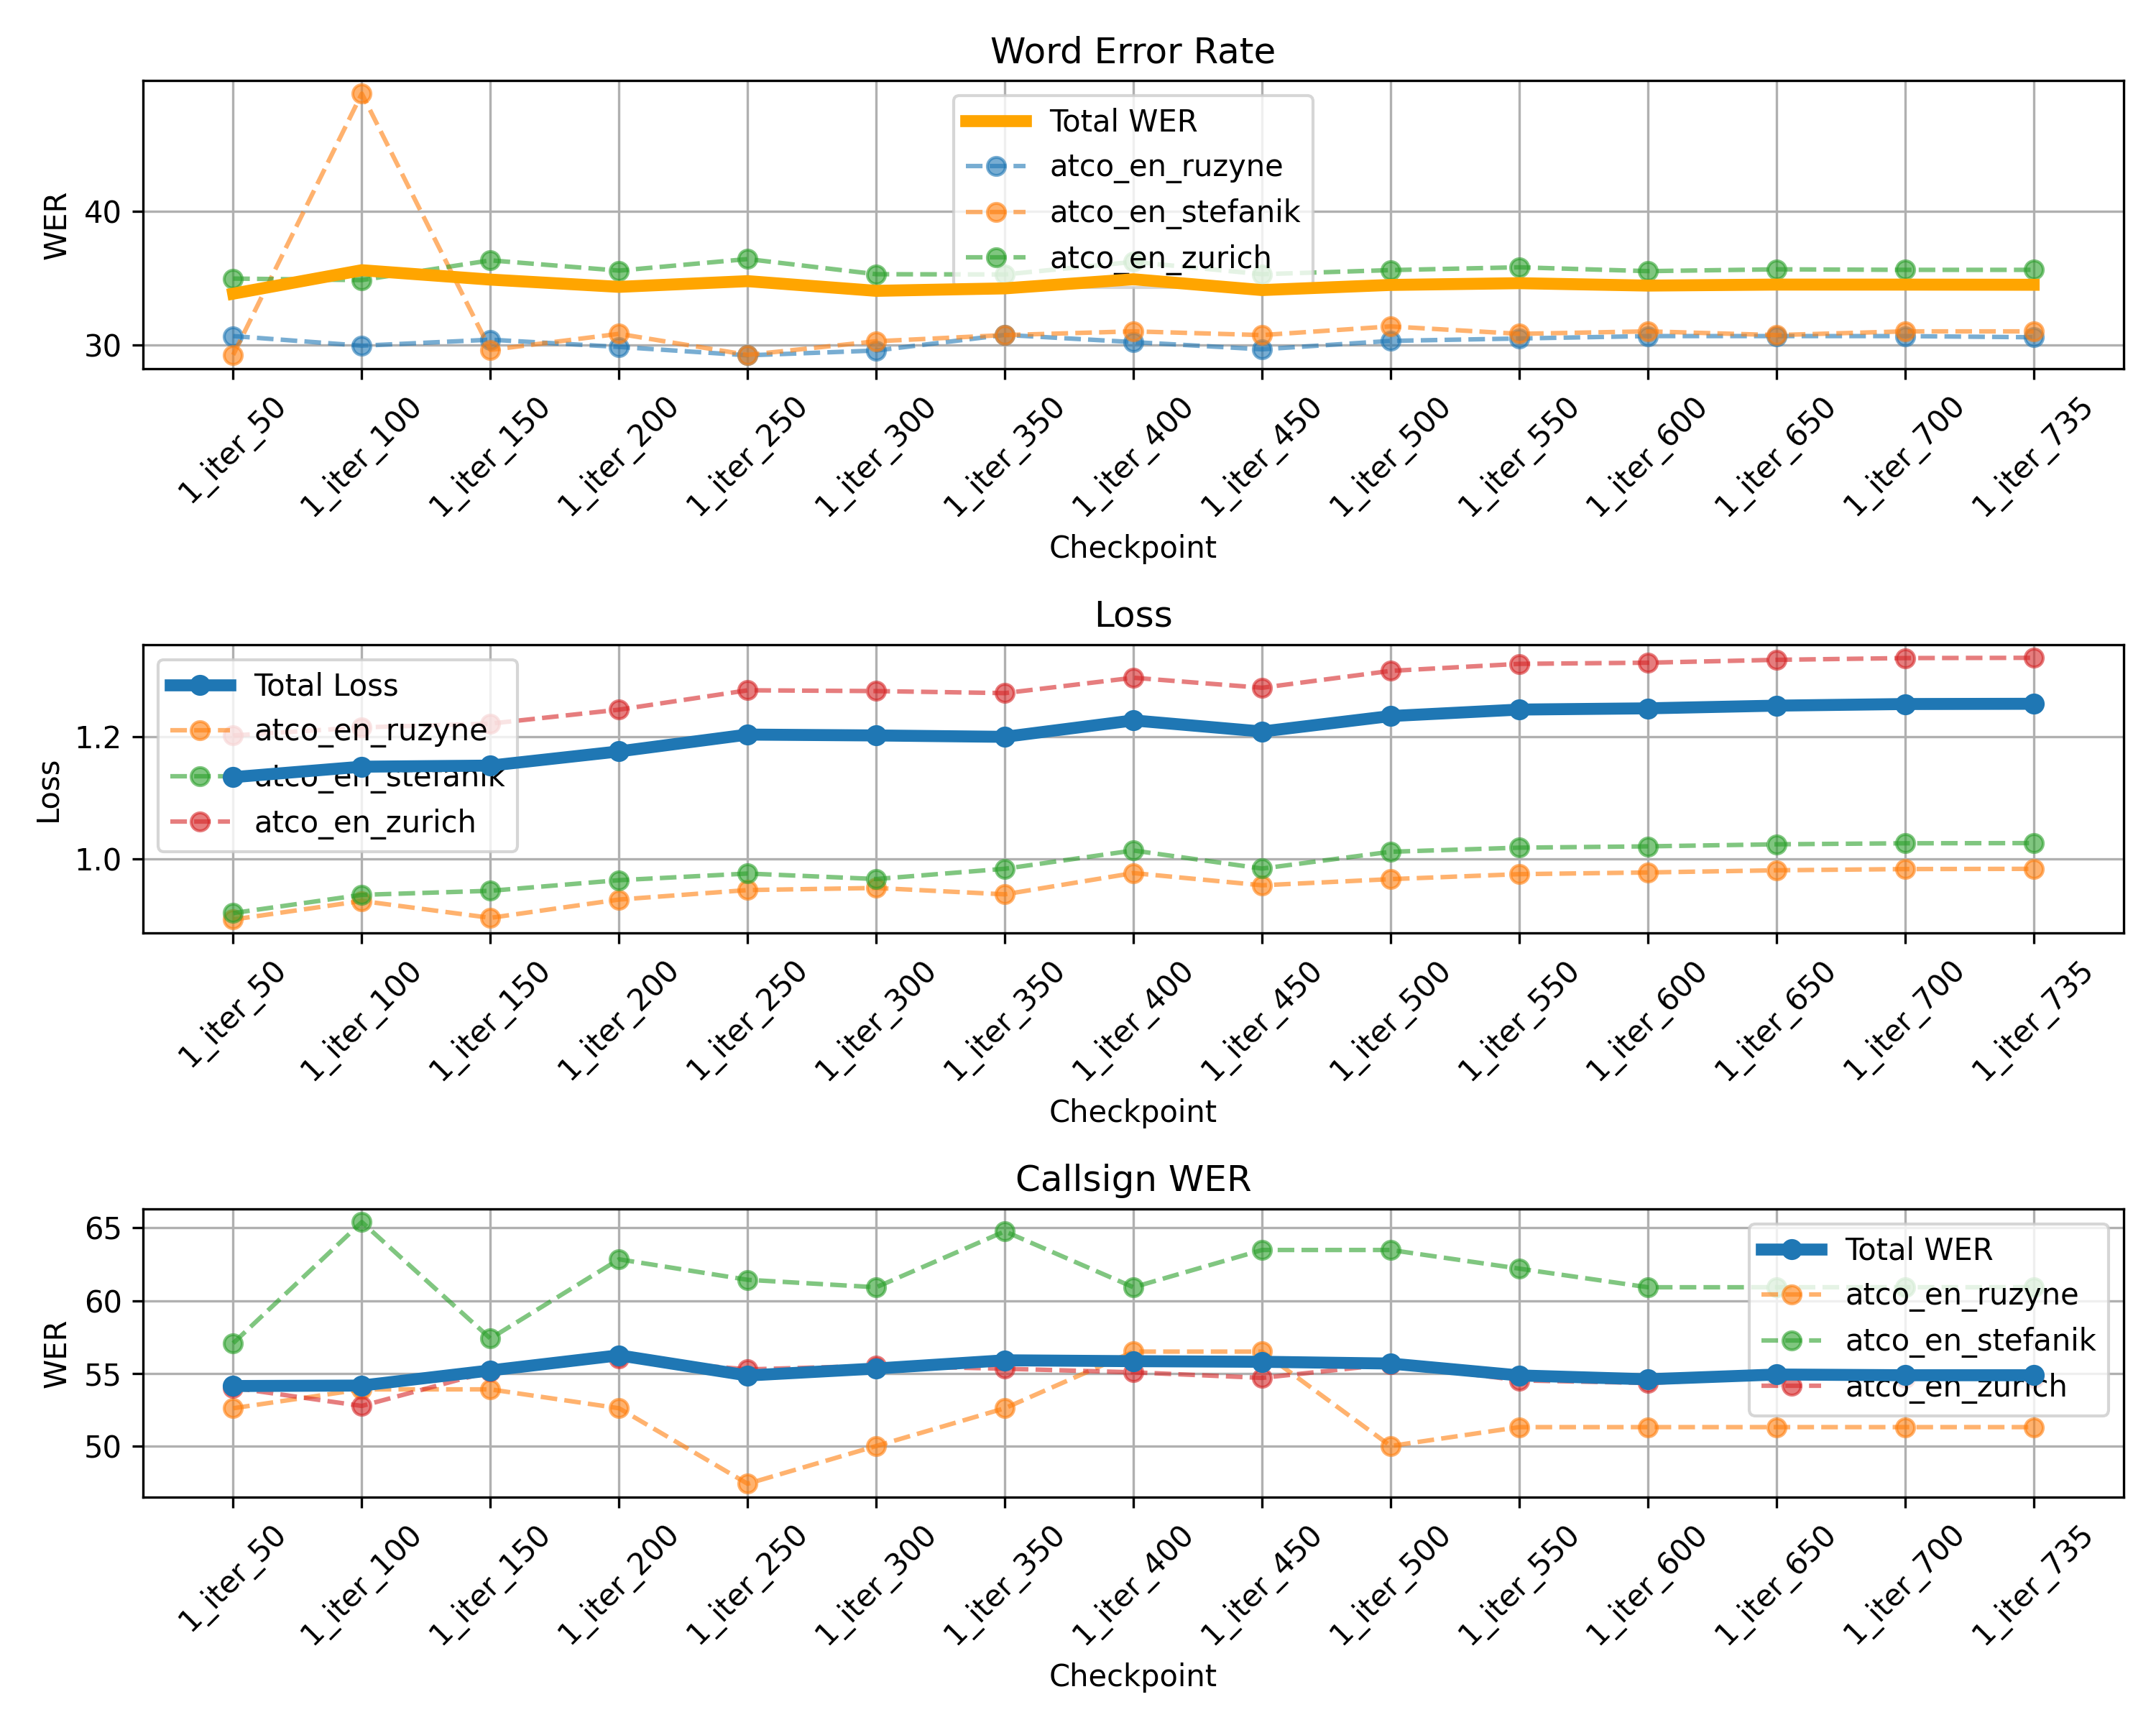 Word Error Rate
WER
40
30
Total WER
atco_en_ruzyne
atco_en_stefanik
atco_en_zurich
1_iter_50
1_iter_100
1_iter_150
1_iter_200
1_iter_250
1_iter_300
1_iter_350
1_iter_400
1_iter_450
1_iter_500
1_iter_550
1_iter_600
1_iter_650
1_iter_700
1_iter_735
Checkpoint
Loss
Loss
1.2
1.0
Total Loss
atco_en_ruzyne
atco_en_stefanik
atco_en_zurich
1_iter_50
1_iter_100
1_iter_150
1_iter_200
1_iter_250
1_iter_300
1_iter_350
1_iter_400
1_iter_450
1_iter_500
1_iter_550
1_iter_600
1_iter_650
1_iter_700
1_iter_735
Checkpoint
Callsign WER
WER
65
60
55
50
Total WER
atco_en_ruzyne
atco_en_stefanik
atco_en_zurich
1_iter_50
1_iter_100
1_iter_150
1_iter_200
1_iter_250
1_iter_300
1_iter_350
1_iter_400
1_iter_450
1_iter_500
1_iter_550
1_iter_600
1_iter_650
1_iter_700
1_iter_735
Checkpoint